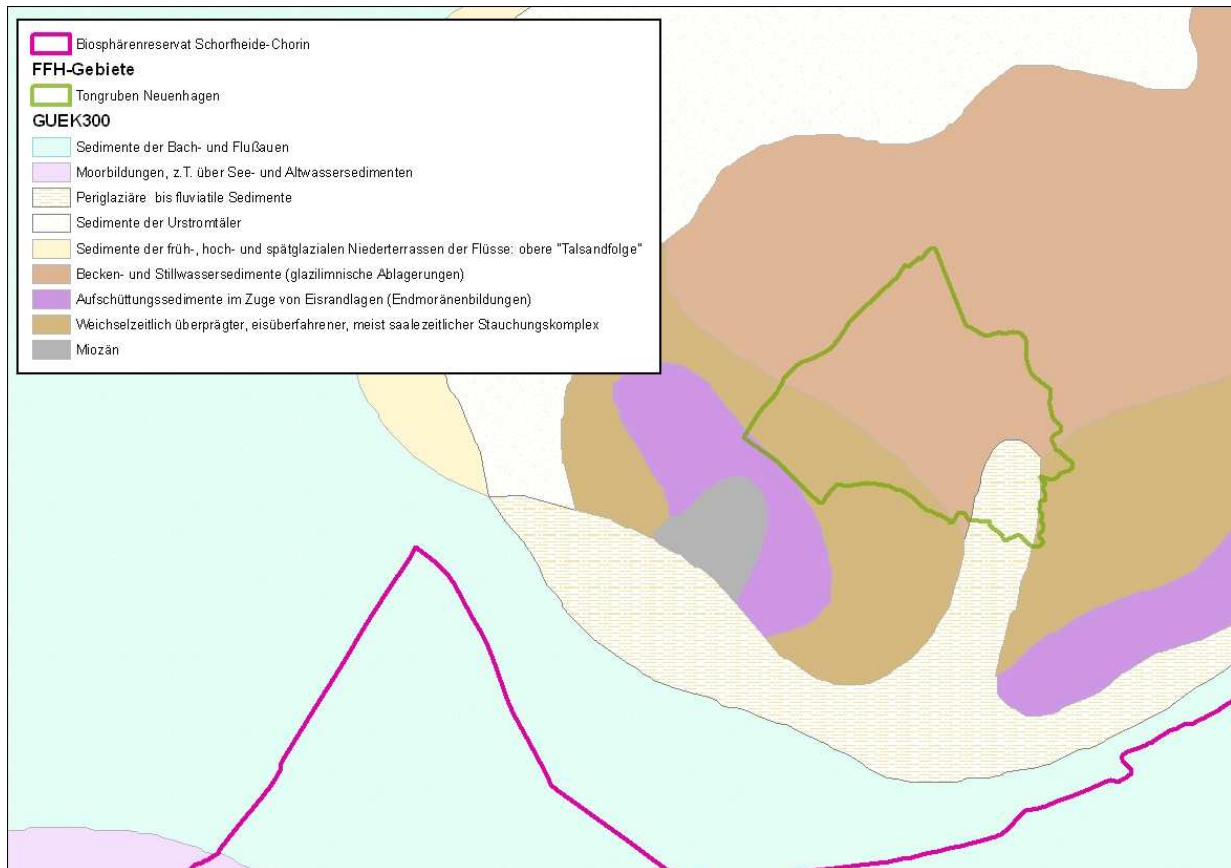 Biosphärenreservat Schorfheide-Chorin
FFH-Gebiete
Tongruben Neuenhagen
GUEK300
Sedimente der Bach- und Flußauen
Moorbildungen, z.T. über See- und Altwassersedimenten
Periglaziäre bis fluviatile Sedimente
Sedimente der Urstromtäler
Sedimente der früh-, hoch- und spätglazialen Niederterrassen der Flüsse: obere "Talsandfolge"
Becken- und Stillwassersedimente (glazilimnische Ablagerungen)
Aufschüttungssedimente im Zuge von Eisrandlagen (Endmoränenbildungen)
Weichselzeitlich überprägter, eisüberfahrener, meist saalezeitlicher Stauchungskomplex
Miozän